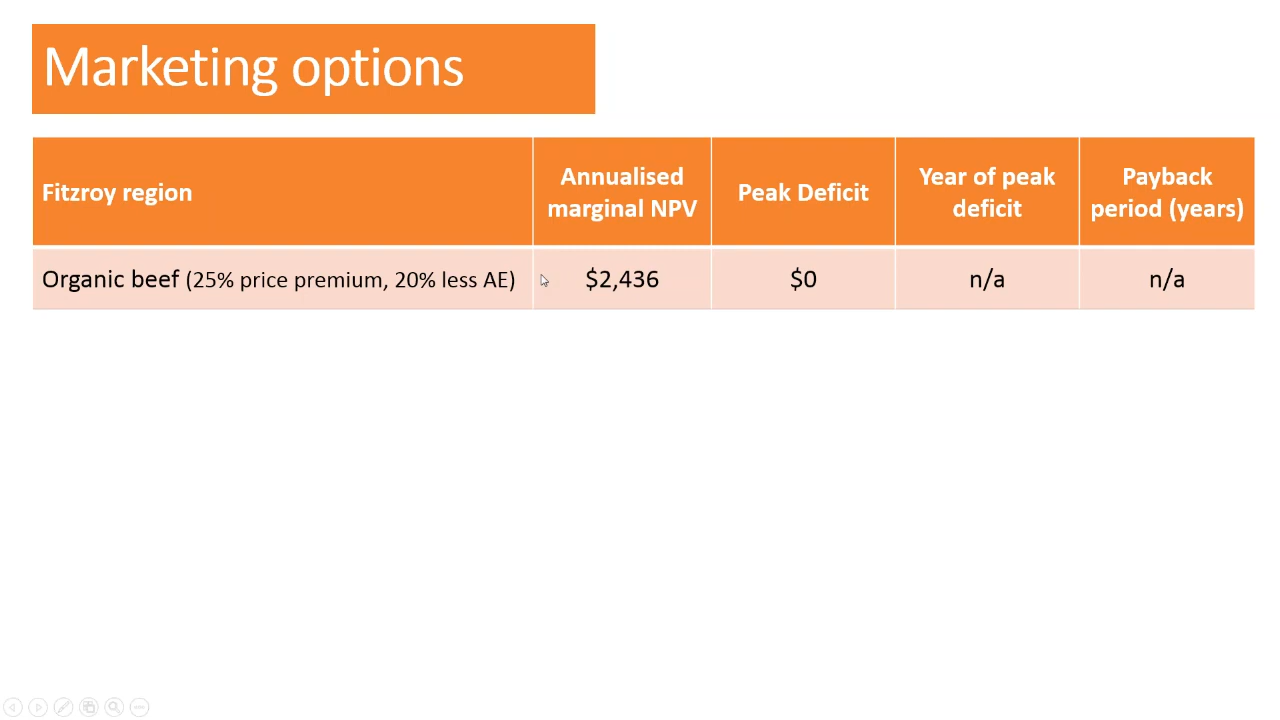 Marketing options
Fitzroy region
Annualised
marginal NPV
Peak Deficit
Year of peak
deficit
Payback
period (years)
Organic beef (25% price premium, 20% less AE)
$2,436
$0
n/a
n/a